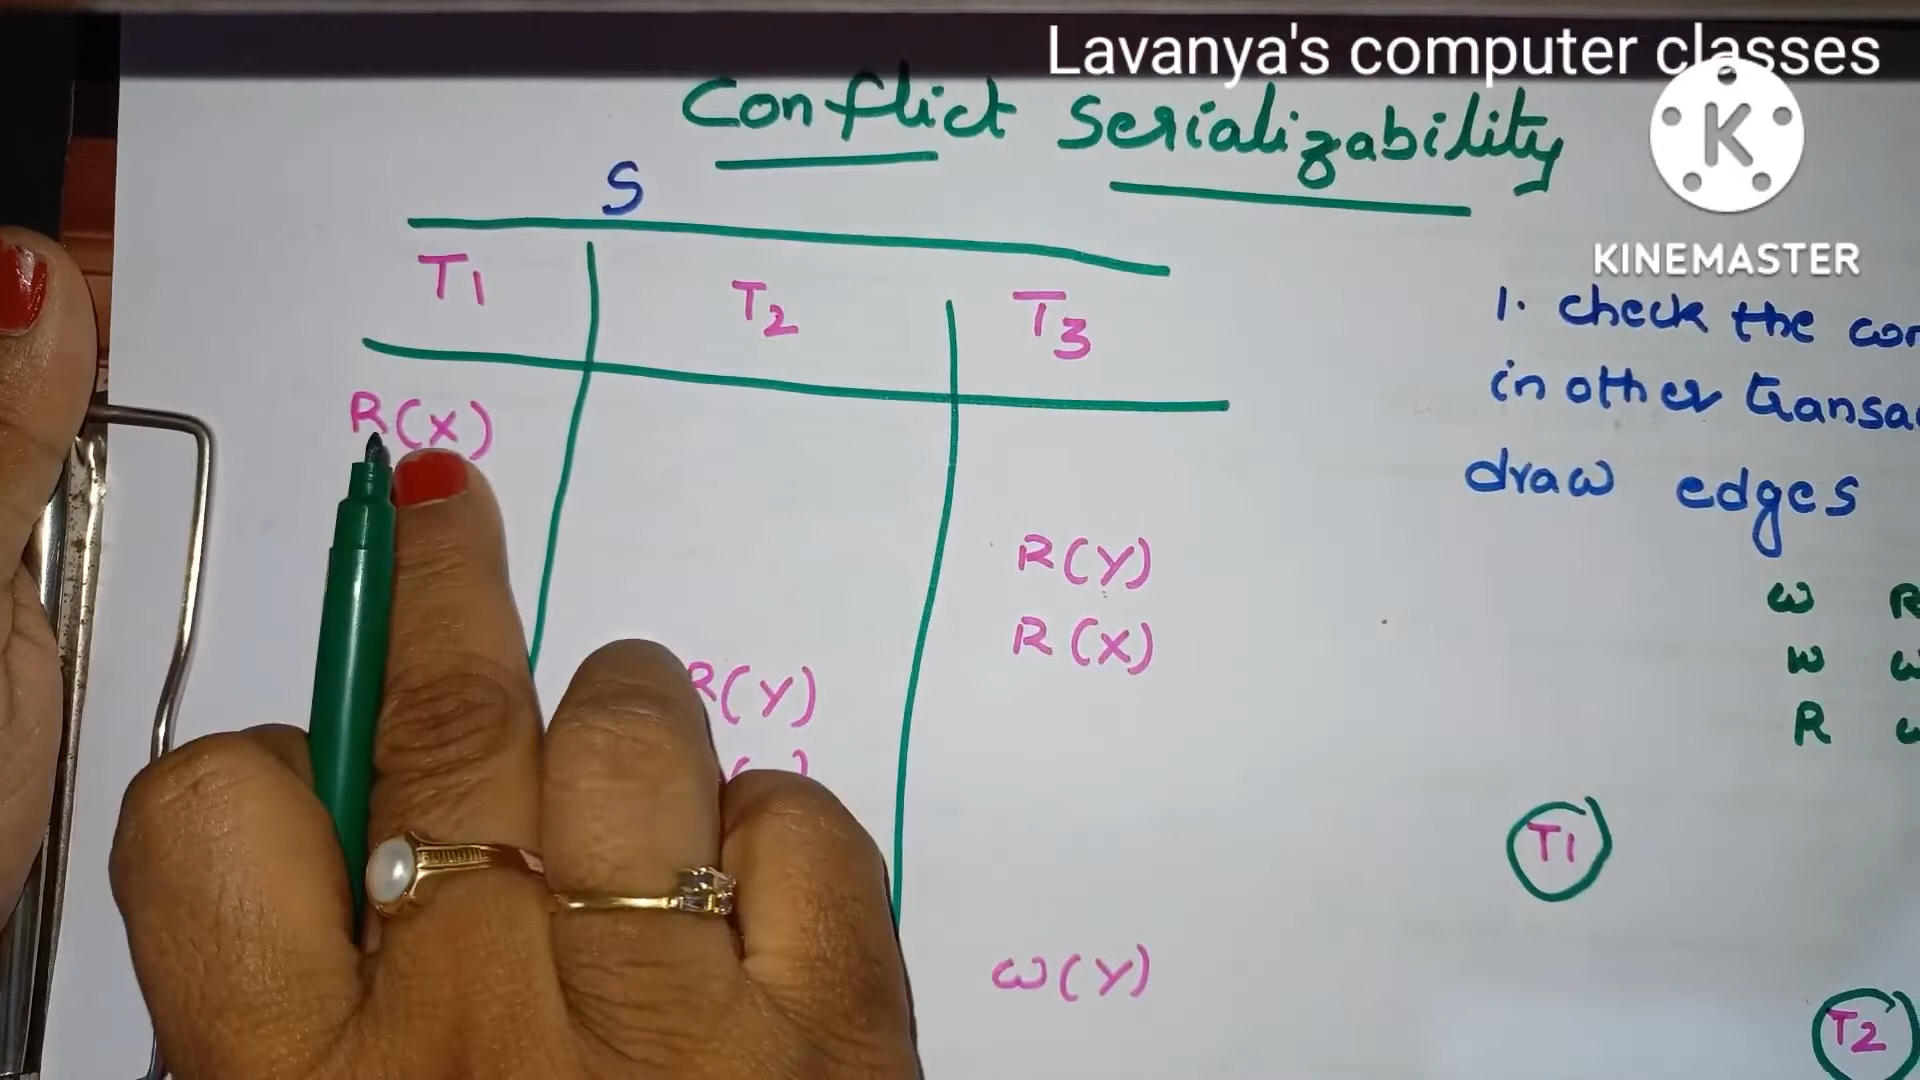 Lavanya's computer classes
Conflict Serializability
K
KINEMASTER
S
T1 T2 T3
R(X)
R(Y)
R(X)
R(Y)
W(Y)
1. check the
in other
draw edges
W R
W W
R W
T1
T2